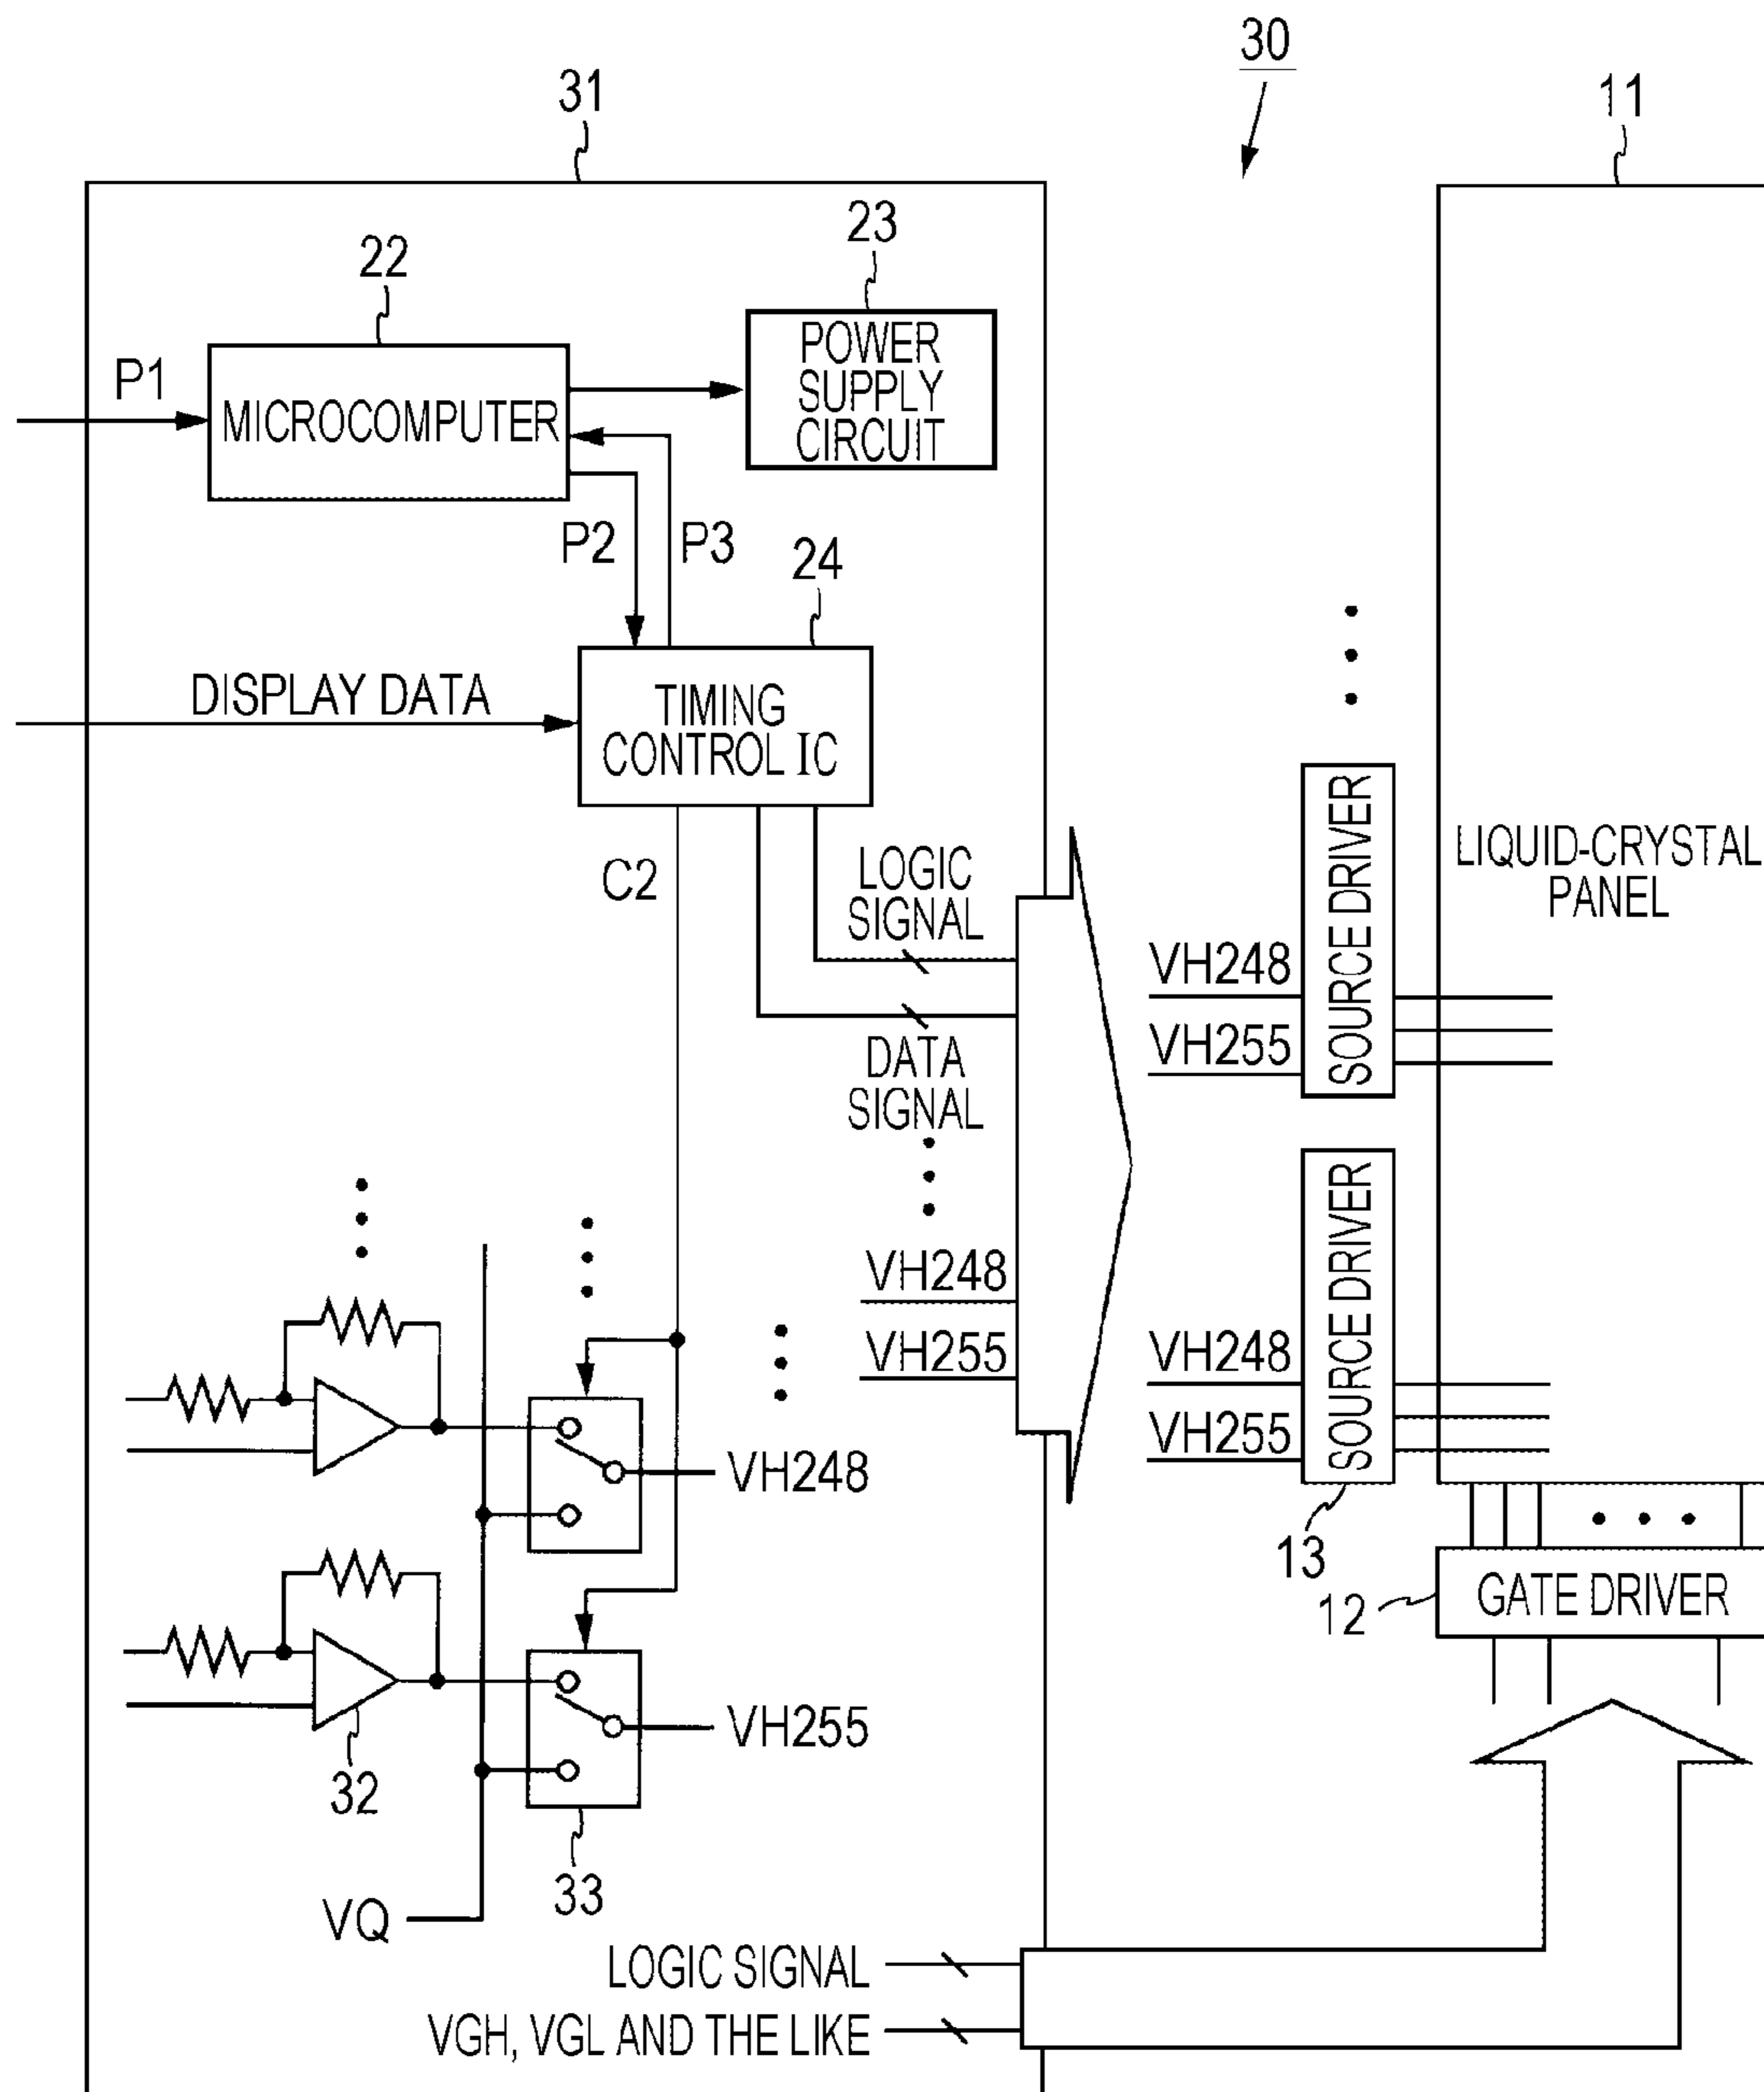 30
31
11
23
22
POWER
SUPPLY
CIRCUIT
P1
MICROCOMPUTER
P2
P3
24
DISPLAY DATA
TIMING
CONTROL IC
SOURCE DRIVER
LIQUID-CRYSTAL
PANEL
C2
LOGIC
SIGNAL
VH248
VH255
DATA
SIGNAL
SOURCE DRIVER
VH248
VH255
VH248
VH255
VH248
13
12
GATE DRIVER
VH255
32
33
VQ
LOGIC SIGNAL
VGH, VGL AND THE LIKE